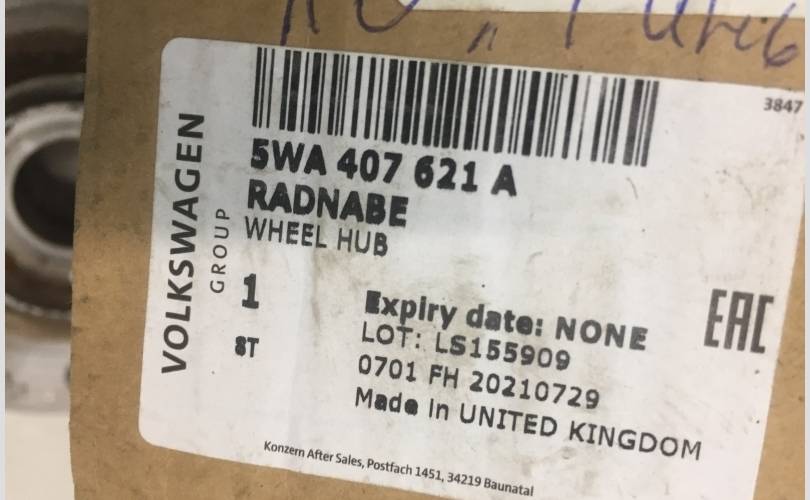 3847
VOLKSWAGEN
GROUP
5WA 407 621 A
RADNABE
WHEEL HUB
1
ST
Expiry date: NONE
LOT: LS155909
0701 FH 20210729
Made in UNITED KINGDOM
EAC
Konzern After Sales, Postfach 1451, 34219 Baunatal